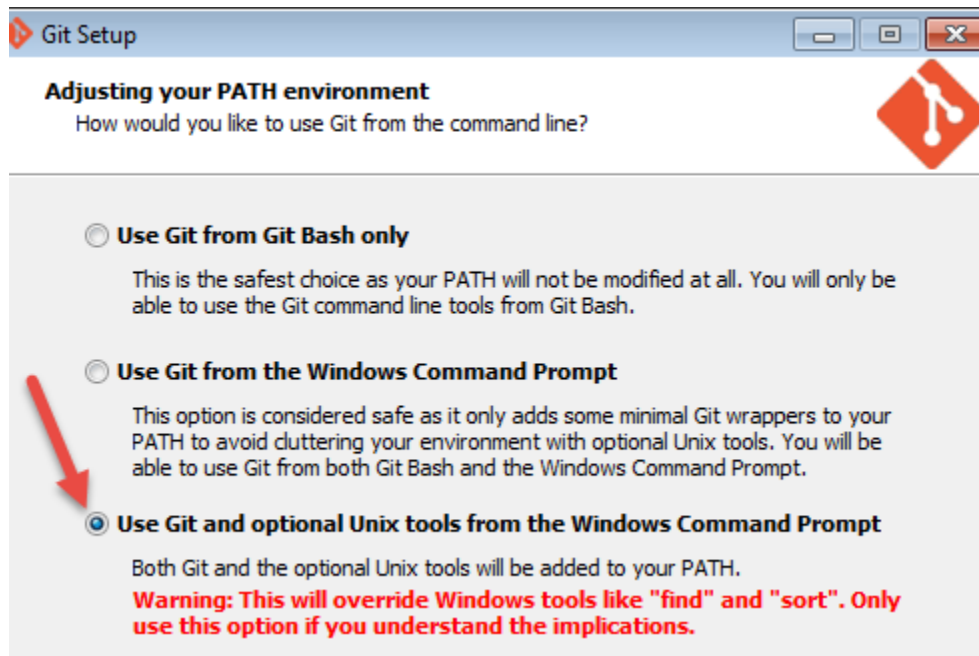 Git Setup
Adjusting your PATH environment
How would you like to use Git from the command line?
Use Git from Git Bash only
This is the safest choice as your PATH will not be modified at all. You will only be
able to use the Git command line tools from Git Bash.
Use Git from the Windows Command Prompt
This option is considered safe as it only adds some minimal Git wrappers to your
PATH to avoid cluttering your environment with optional Unix tools. You will be
able to use Git from both Git Bash and the Windows Command Prompt.
Use Git and optional Unix tools from the Windows Command Prompt
Both Git and the optional Unix tools will be added to your PATH.
Warning: This will override Windows tools like "find" and "sort". Only
use this option if you understand the implications.